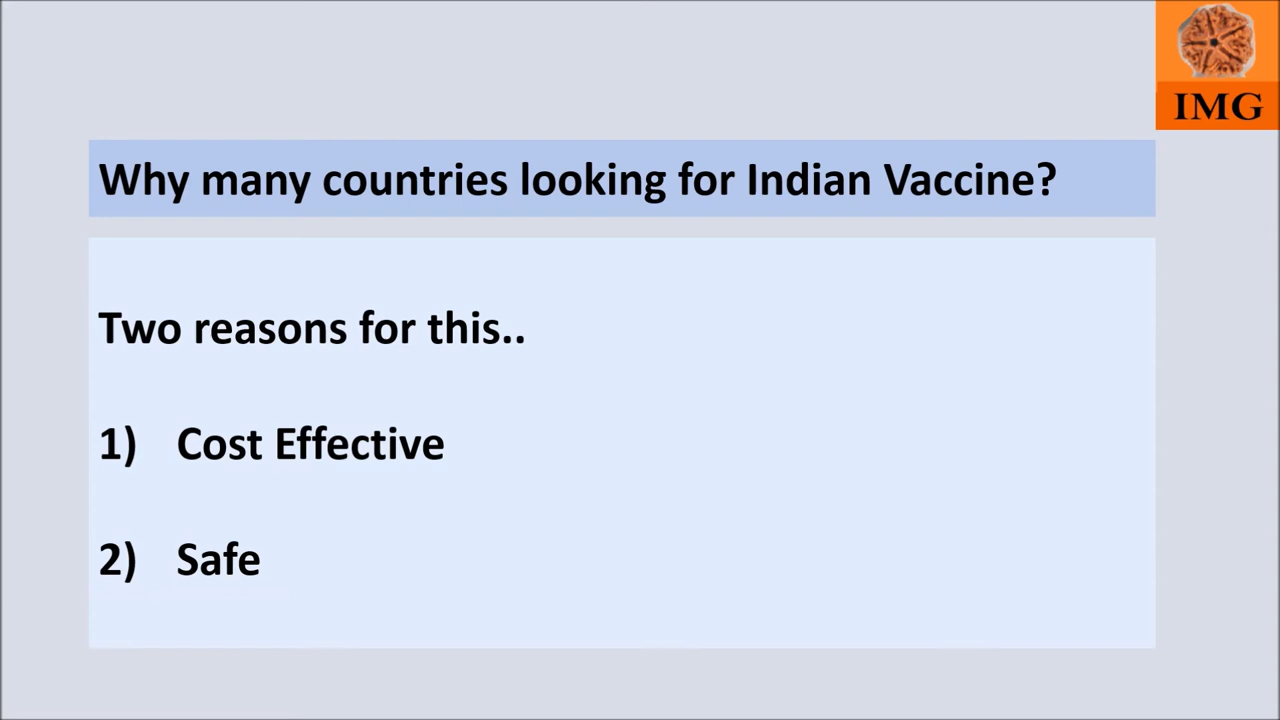 IMG
Why many countries looking for Indian Vaccine?
Two reasons for this..
1) Cost Effective
2) Safe